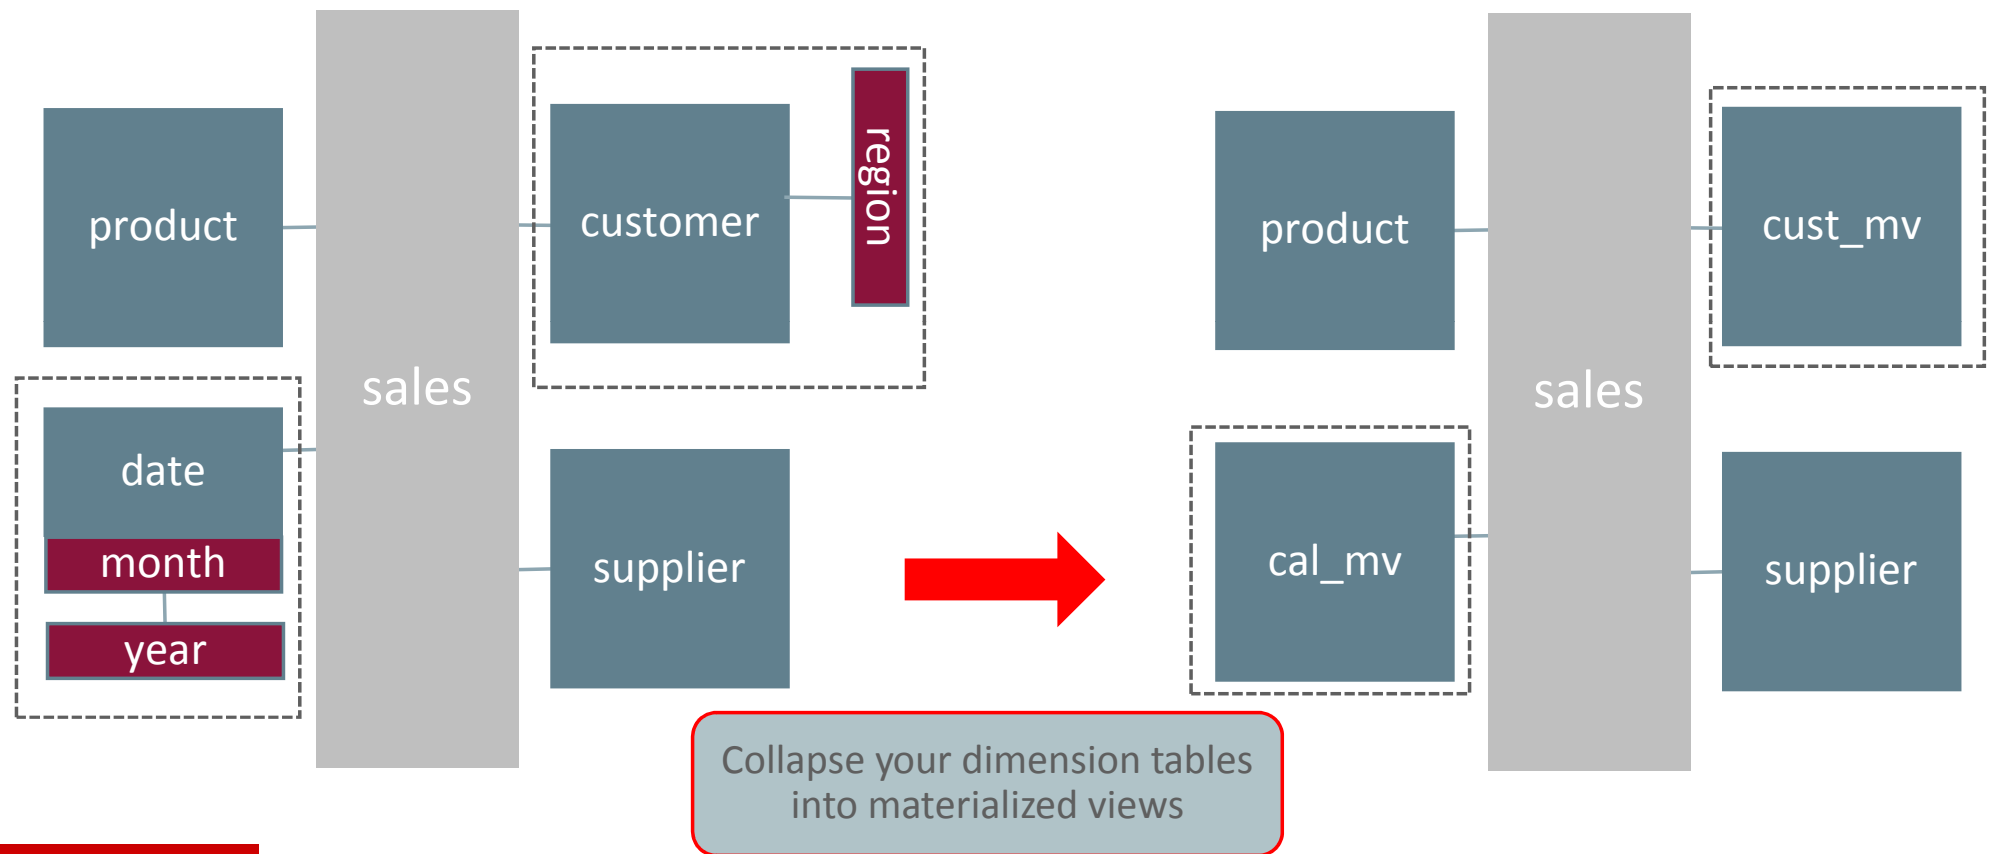 product
sales
customer
region
date
month
year
supplier
product
sales
cust_mv
cal_mv
supplier
Collapse your dimension tables
into materialized views